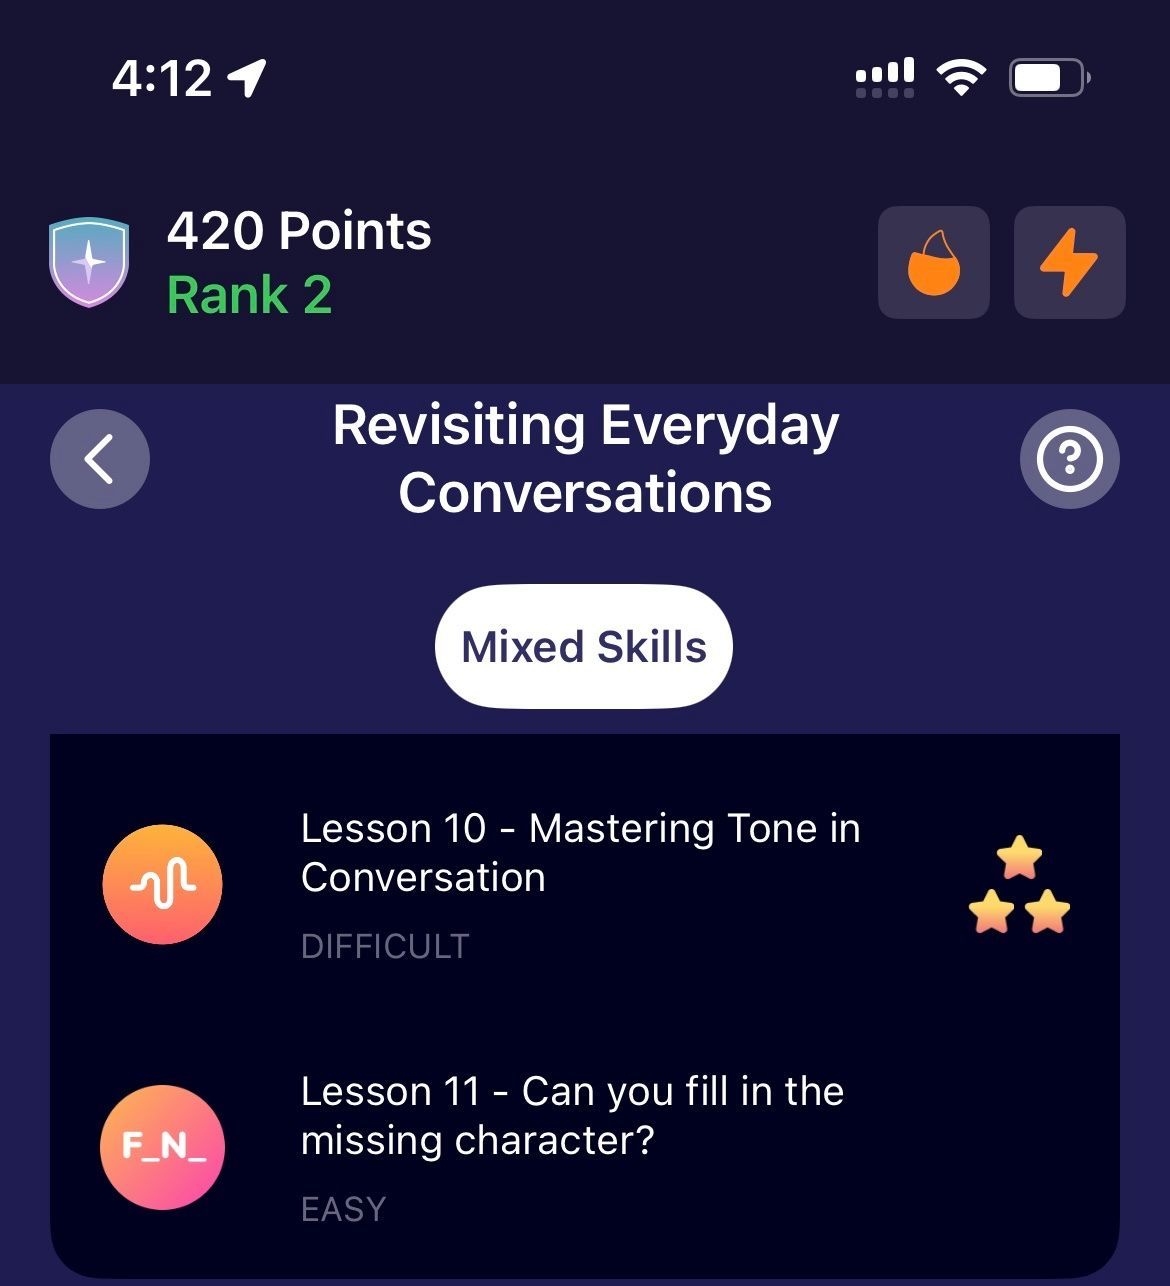 4:12
420 Points
Rank 2
Revisiting Everyday
Conversations
Mixed Skills
Lesson 10 - Mastering Tone in
Conversation
DIFFICULT
F_N_
Lesson 11 - Can you fill in the
missing character?
EASY